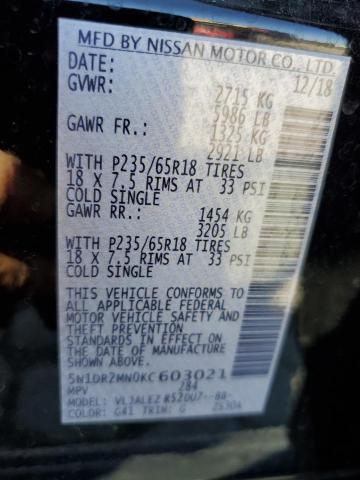 MFD BY NISSAN MOTOR CO., LTD.
DATE: 12/18
GVWR: 2715 KG
5986 LB
GAWR FR.: 1325 KG
2921 LB
WITH P235/65R18 TIRES
18 X 7.5 RIMS AT 33 PSI
COLD SINGLE
GAWR RR.: 1454 KG
3205 LB
WITH P235/65R18 TIRES
18 X 7.5 RIMS AT 33 PSI
COLD SINGLE
THIS VEHICLE CONFORMS TO
ALL APPLICABLE FEDERAL
MOTOR VEHICLE SAFETY AND
THEFT PREVENTION
STANDARDS IN EFFECT ON
THE DATE OF MANUFACTURE
SHOWN ABOVE.
5N1DR2MN0KC603021
MPV 284
MODEL:
COLOR: G41 TRIM: G